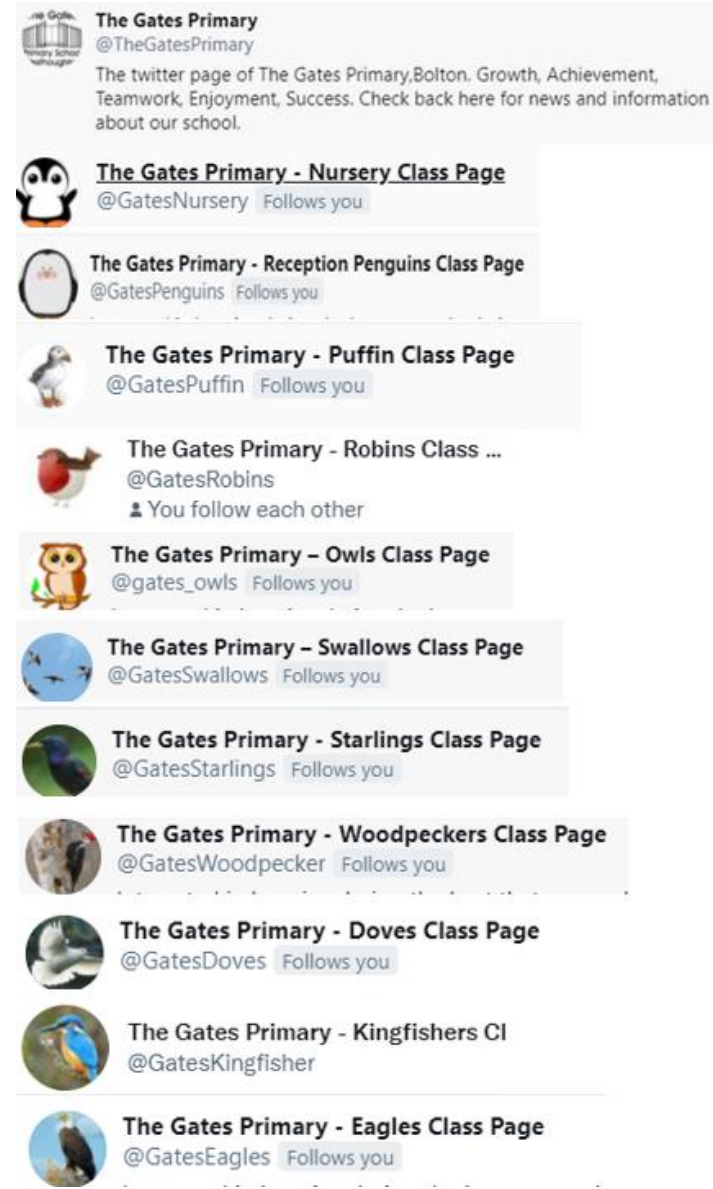 The Gates Primary
@TheGatesPrimary
The twitter page of The Gates Primary,Bolton. Growth, Achievement,
Teamwork, Enjoyment, Success. Check back here for news and information
about our school.
The Gates Primary - Nursery Class Page
@GatesNursery Follows you
The Gates Primary - Reception Penguins Class Page
@GatesPenguins Follows you
The Gates Primary - Puffin Class Page
@GatesPuffin Follows you
The Gates Primary - Robins Class ...
@GatesRobins
You follow each other
The Gates Primary – Owls Class Page
@gates_owls Follows you
The Gates Primary – Swallows Class Page
@GatesSwallows Follows you
The Gates Primary - Starlings Class Page
@GatesStarlings Follows you
The Gates Primary - Woodpeckers Class Page
@GatesWoodpecker Follows you
The Gates Primary - Doves Class Page
@GatesDoves Follows you
The Gates Primary - Kingfishers Cl
@GatesKingfisher
The Gates Primary - Eagles Class Page
@GatesEagles Follows you